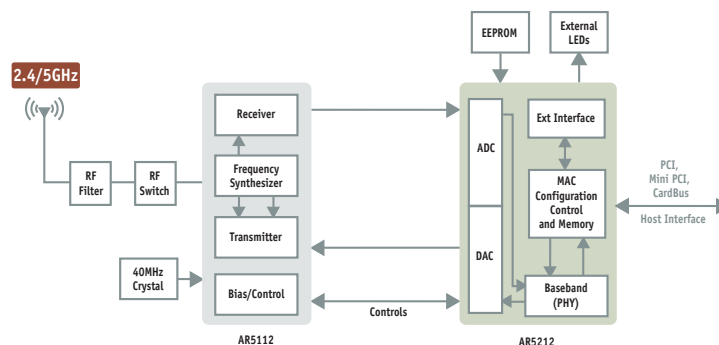 EEPROM
External
LEDs
2.4/5GHz
Receiver
Frequency
Synthesizer
Transmitter
Bias/Control
RF
Filter
RF
Switch
40MHz
Crystal
AR5112
Controls
ADC
DAC
Ext Interface
MAC
Configuration
Control
and Memory
Baseband
(PHY)
AR5212
PCI,
Mini PCI,
CardBus
Host Interface